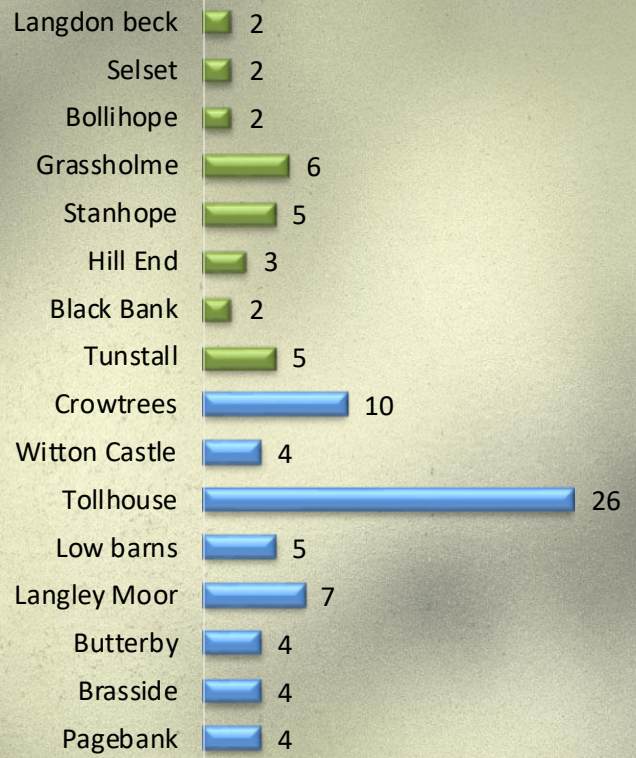 Langdon beck 2
Selset 2
Bollihope 2
Grassholme 6
Stanhope 5
Hill End 3
Black Bank 2
Tunstall 5
Crowtrees 10
Witton Castle 4
Tollhouse 26
Low barns 5
Langley Moor 7
Butterby 4
Brasside 4
Pagebank 4